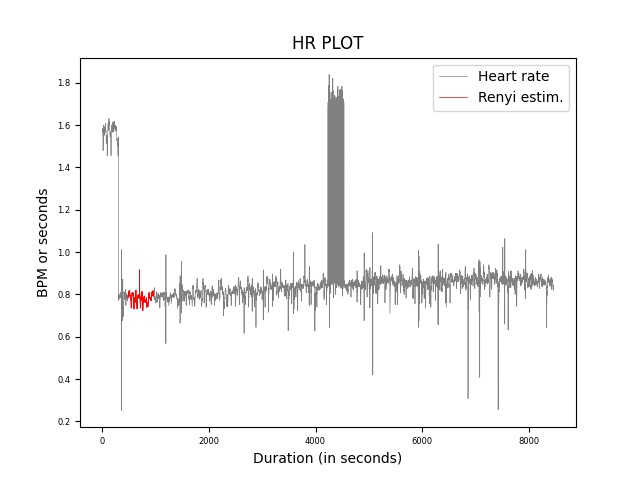 HR PLOT
Heart rate
Renyi estim.
BPM or seconds
1.8
1.6
1.4
1.2
1.0
0.8
0.6
0.4
0.2
0
2000
4000
6000
8000
Duration (in seconds)